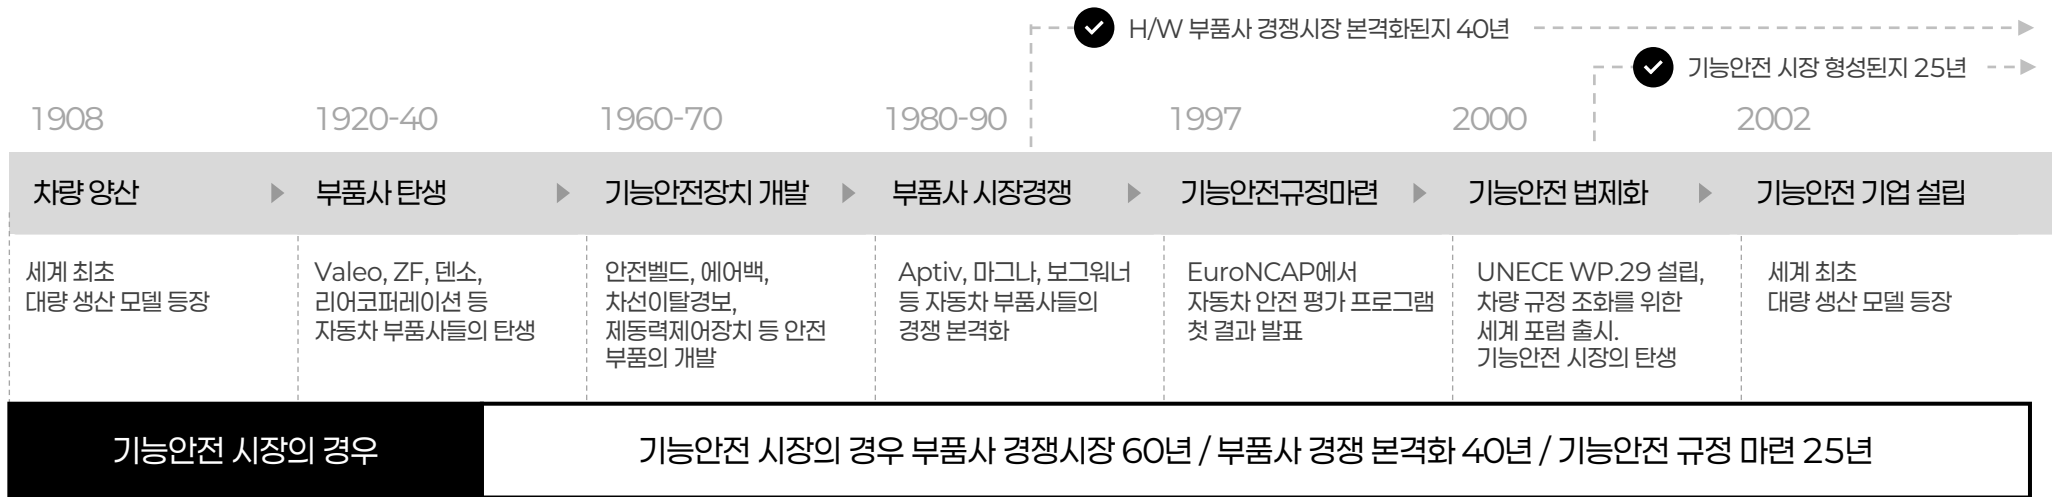 H/W 부품사 경쟁시장 본격화된지 40년
기능안전 시장 형성된지 25년
1908
1920-40
1960-70
1980-90
1997
2000
2002
차량 양산
부품사 탄생
기능안전장치 개발
부품사 시장경쟁
기능안전규정마련
기능안전 법제화
기능안전 기업 설립
세계 최초
대량 생산 모델 등장
Valeo, ZF, 덴소,
리어코퍼레이션 등
자동차 부품사들의 탄생
안전벨드, 에어백,
차선이탈경보,
제동력제어장치 등 안전
부품의 개발
Aptiv, 마그나, 보그워너
등 자동차 부품사들의
경쟁 본격화
EuroNCAP에서
자동차 안전 평가 프로그램
첫 결과 발표
UNECE WP.29 설립,
차량 규정 조화를 위한
세계 포럼 출시.
기능안전 시장의 탄생
세계 최초
대량 생산 모델 등장
기능안전 시장의 경우
기능안전 시장의 경우 부품사 경쟁시장 60년 / 부품사 경쟁 본격화 40년 / 기능안전 규정 마련 25년